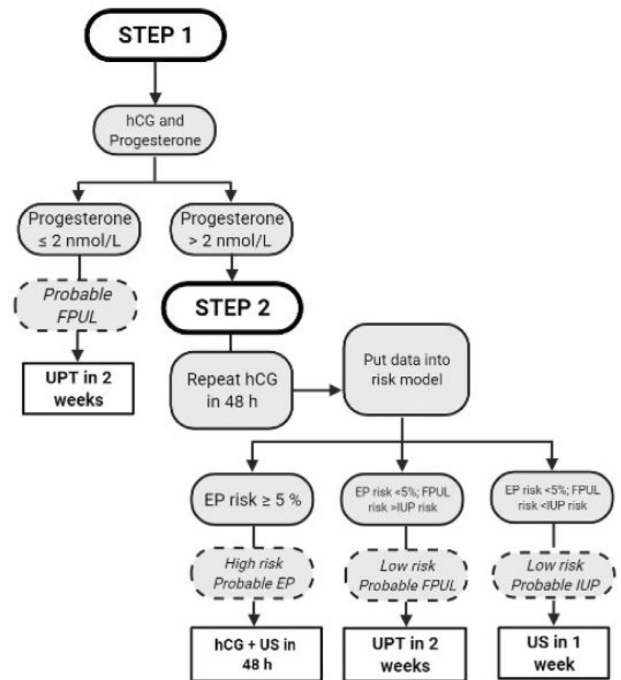 STEP 1
hCG and
Progesterone
Progesterone
≤ 2 nmol/L
Progesterone
> 2 nmol/L
Probable
FPUL
UPT in 2
weeks
STEP 2
Repeat hCG
in 48 h
Put data into
risk model
EP risk ≥ 5 %
EP risk <5%; FPUL
risk >IUP risk
EP risk <5%; FPUL
risk <IUP risk
High risk
Probable EP
Low risk
Probable FPUL
Low risk
Probable IUP
hCG + US in
48 h
UPT in 2
weeks
US in 1
week